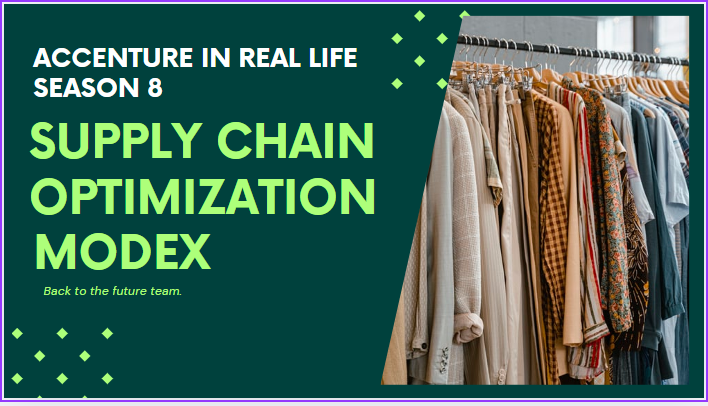 ACCENTURE IN REAL LIFE
SEASON 8
SUPPLY CHAIN
OPTIMIZATION
MODEX
Back to the future team.